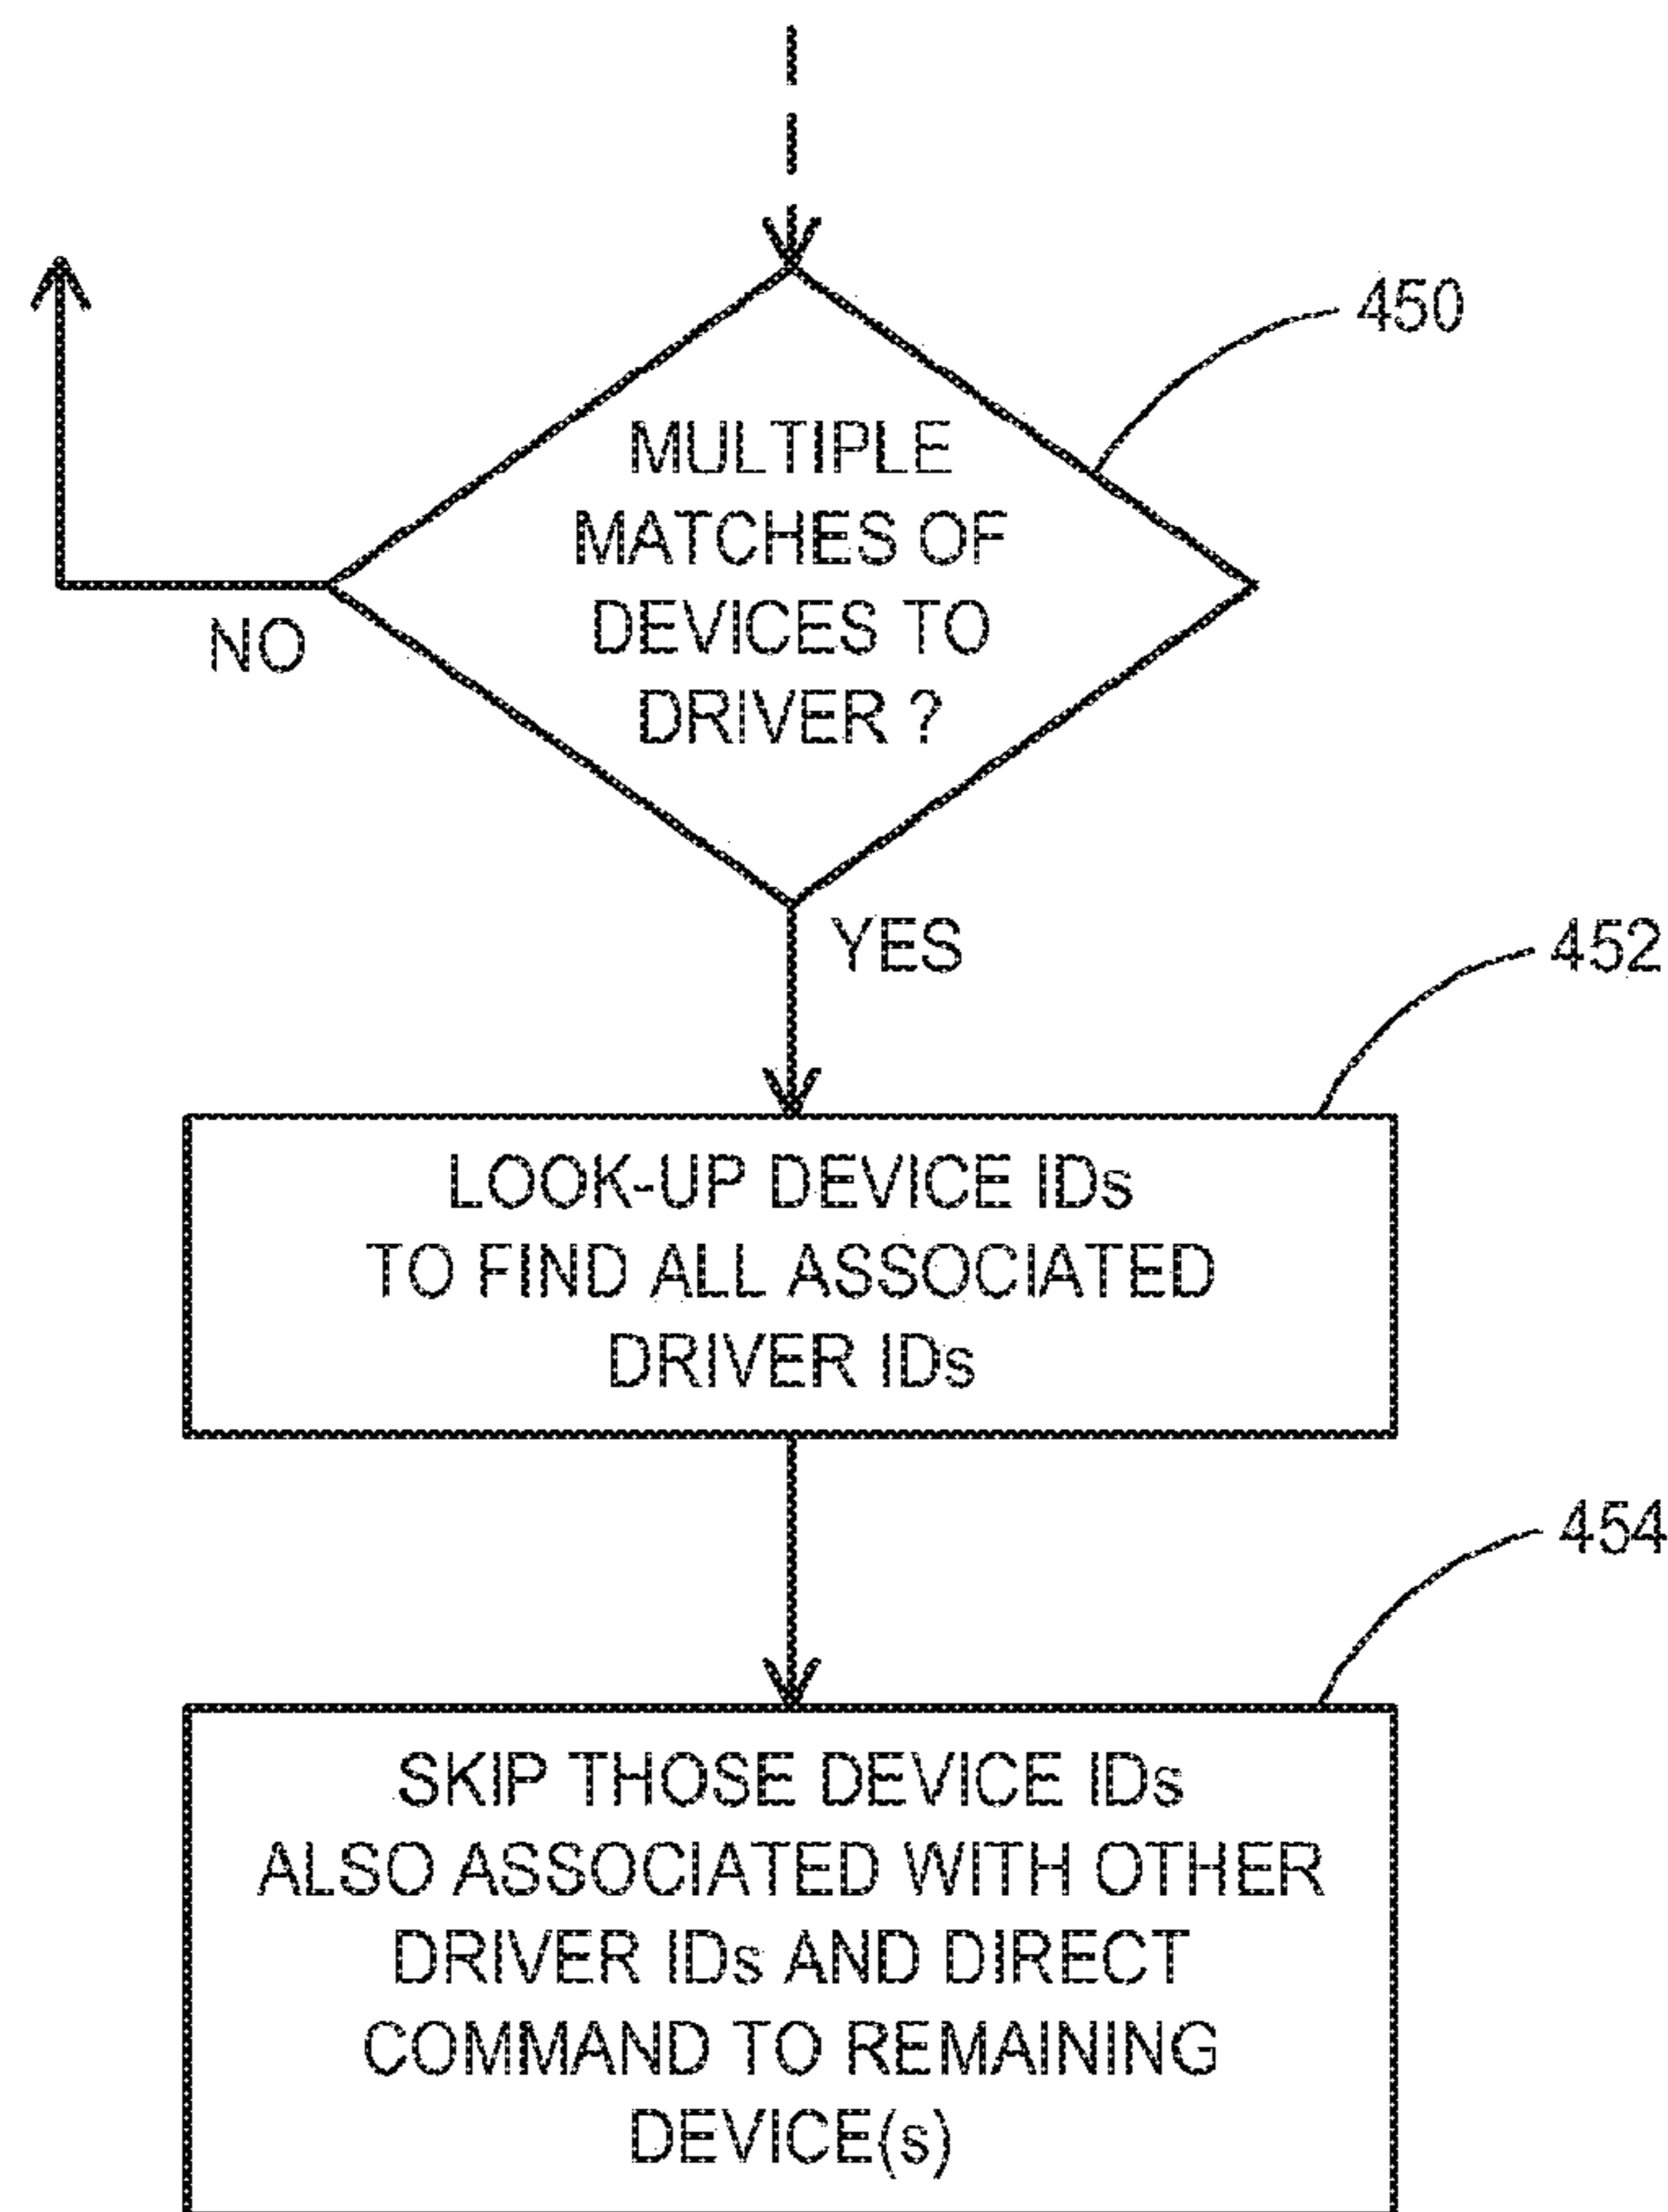 450
MULTIPLE
MATCHES OF
DEVICES TO
DRIVER ?
NO
YES
452
LOOK-UP DEVICE IDs
TO FIND ALL ASSOCIATED
DRIVER IDs
454
SKIP THOSE DEVICE IDs
ALSO ASSOCIATED WITH OTHER
DRIVER IDs AND DIRECT
COMMAND TO REMAINING
DEVICE(s)